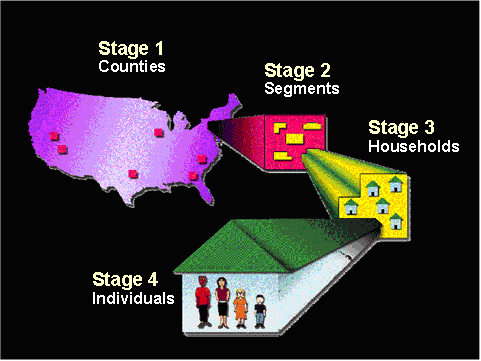 Stage 1
Counties
Stage 2
Segments
Stage 3
Households
Stage 4
Individuals